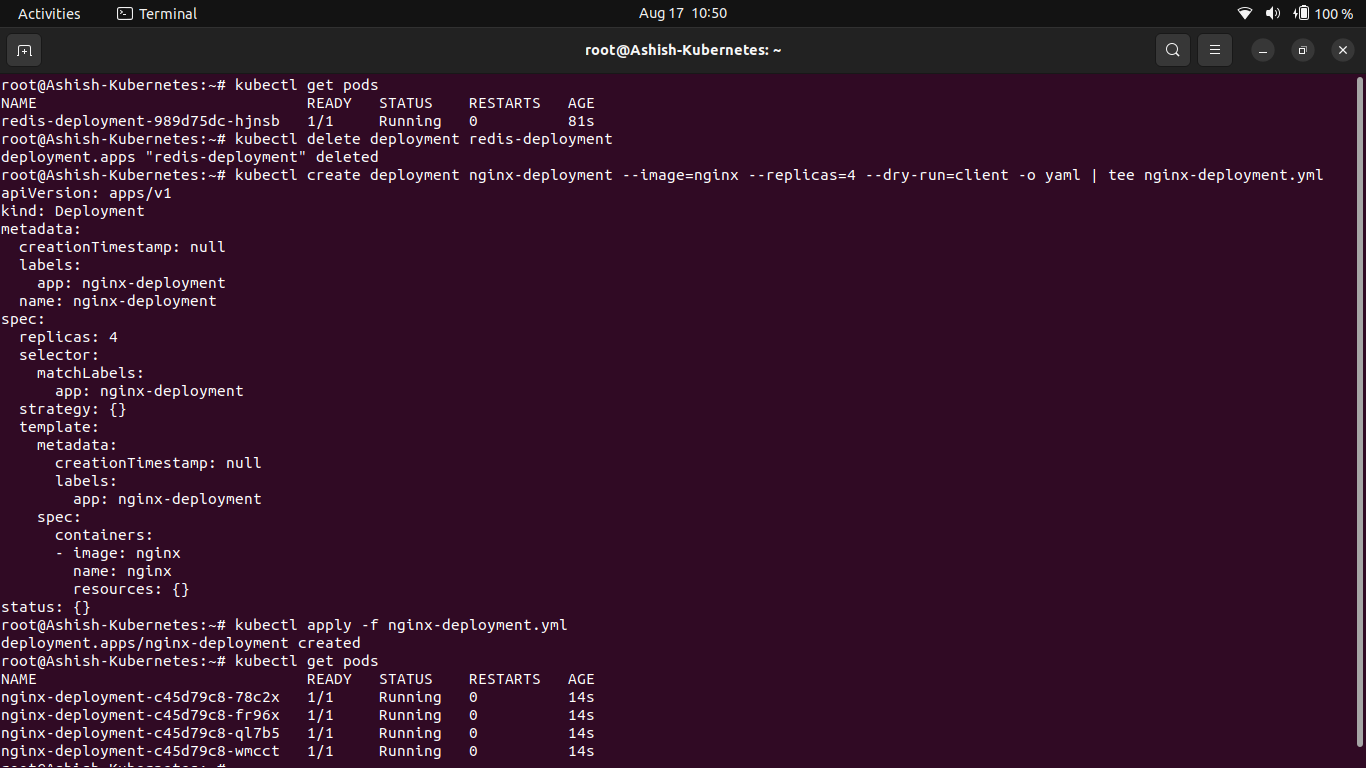 Activities Terminal Aug 17 10:50 100 %
root@Ashish-Kubernetes: ~
root@Ashish-Kubernetes:~# kubectl get pods
NAME                              READY   STATUS    RESTARTS   AGE
redis-deployment-989d75dc-hjnsb   1/1     Running   0          81s
root@Ashish-Kubernetes:~# kubectl delete deployment redis-deployment
deployment.apps "redis-deployment" deleted
root@Ashish-Kubernetes:~# kubectl create deployment nginx-deployment --image=nginx --replicas=4 --dry-run=client -o yaml | tee nginx-deployment.yml
apiVersion: apps/v1
kind: Deployment
metadata:
  creationTimestamp: null
  labels:
    app: nginx-deployment
  name: nginx-deployment
spec:
  replicas: 4
  selector:
    matchLabels:
      app: nginx-deployment
  strategy: {}
  template:
    metadata:
      creationTimestamp: null
      labels:
        app: nginx-deployment
    spec:
      containers:
      - image: nginx
        name: nginx
        resources: {}
status: {}
root@Ashish-Kubernetes:~# kubectl apply -f nginx-deployment.yml
deployment.apps/nginx-deployment created
root@Ashish-Kubernetes:~# kubectl get pods
NAME                              READY   STATUS    RESTARTS   AGE
nginx-deployment-c45d79c8-78c2x   1/1     Running   0          14s
nginx-deployment-c45d79c8-fr96x   1/1     Running   0          14s
nginx-deployment-c45d79c8-ql7b5   1/1     Running   0          14s
nginx-deployment-c45d79c8-wmcct   1/1     Running   0          14s